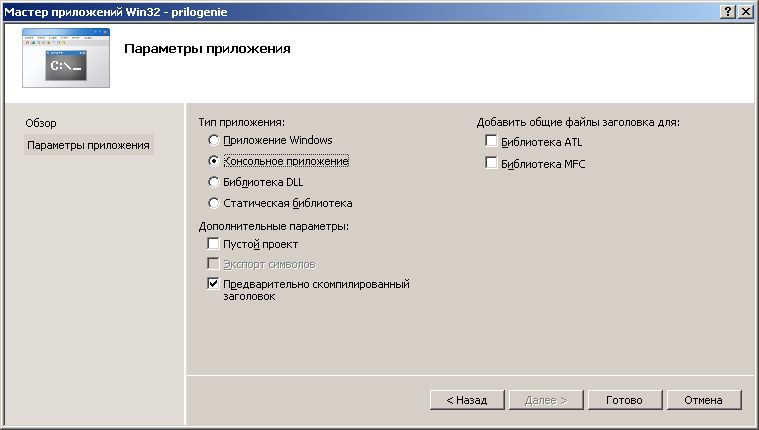 Мастер приложений Win32 - prilogenie
C:\_
Параметры приложения
Обзор
Параметры приложения
Тип приложения:
Приложение Windows
Консольное приложение
Библиотека DLL
Статическая библиотека
Дополнительные параметры:
Пустой проект
Экспорт символов
Предварительно скомпилированный
заголовок
Добавить общие файлы заголовка для:
Библиотека ATL
Библиотека MFC
< Назад
Далее >
Готово
Отмена